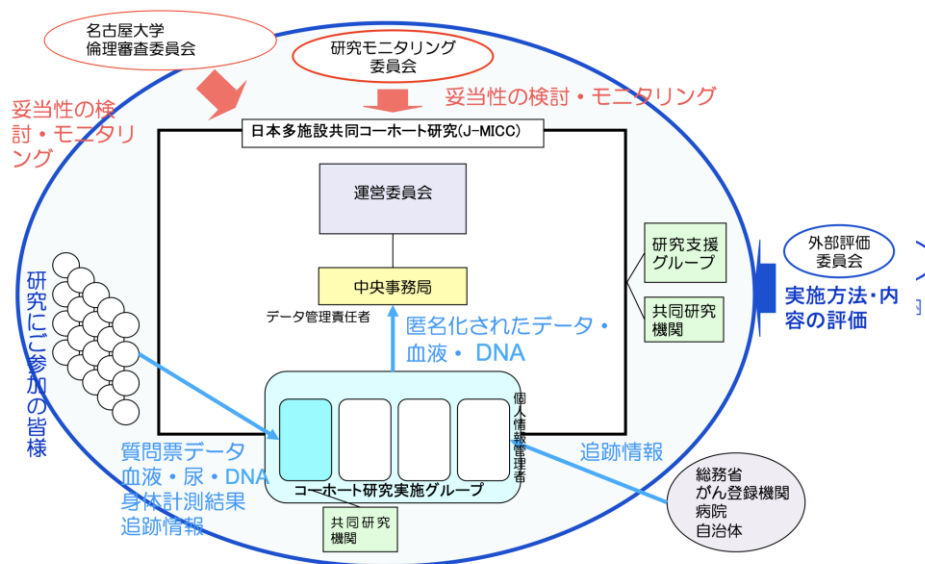 名古屋大学
倫理審査委員会
研究モニタリング
委員会
妥当性の検
討・モニタリ
ング
妥当性の検討・モニタリング
日本多施設共同コーホート研究(J-MICC)
運営委員会
研究支援
グループ
外部評価
委員会
中央事務局
データ管理責任者
共同研究
機関
実施方法・内
容の評価
内
研究にご参加の皆様
匿名化されたデータ・
血液・ DNA
個人情報管理者
質問票データ
血液・尿・DNA
身体計測結果
追跡情報
コーホート研究実施グループ
共同研究
機関
追跡情報
総務省
がん登録機関
病院
自治体